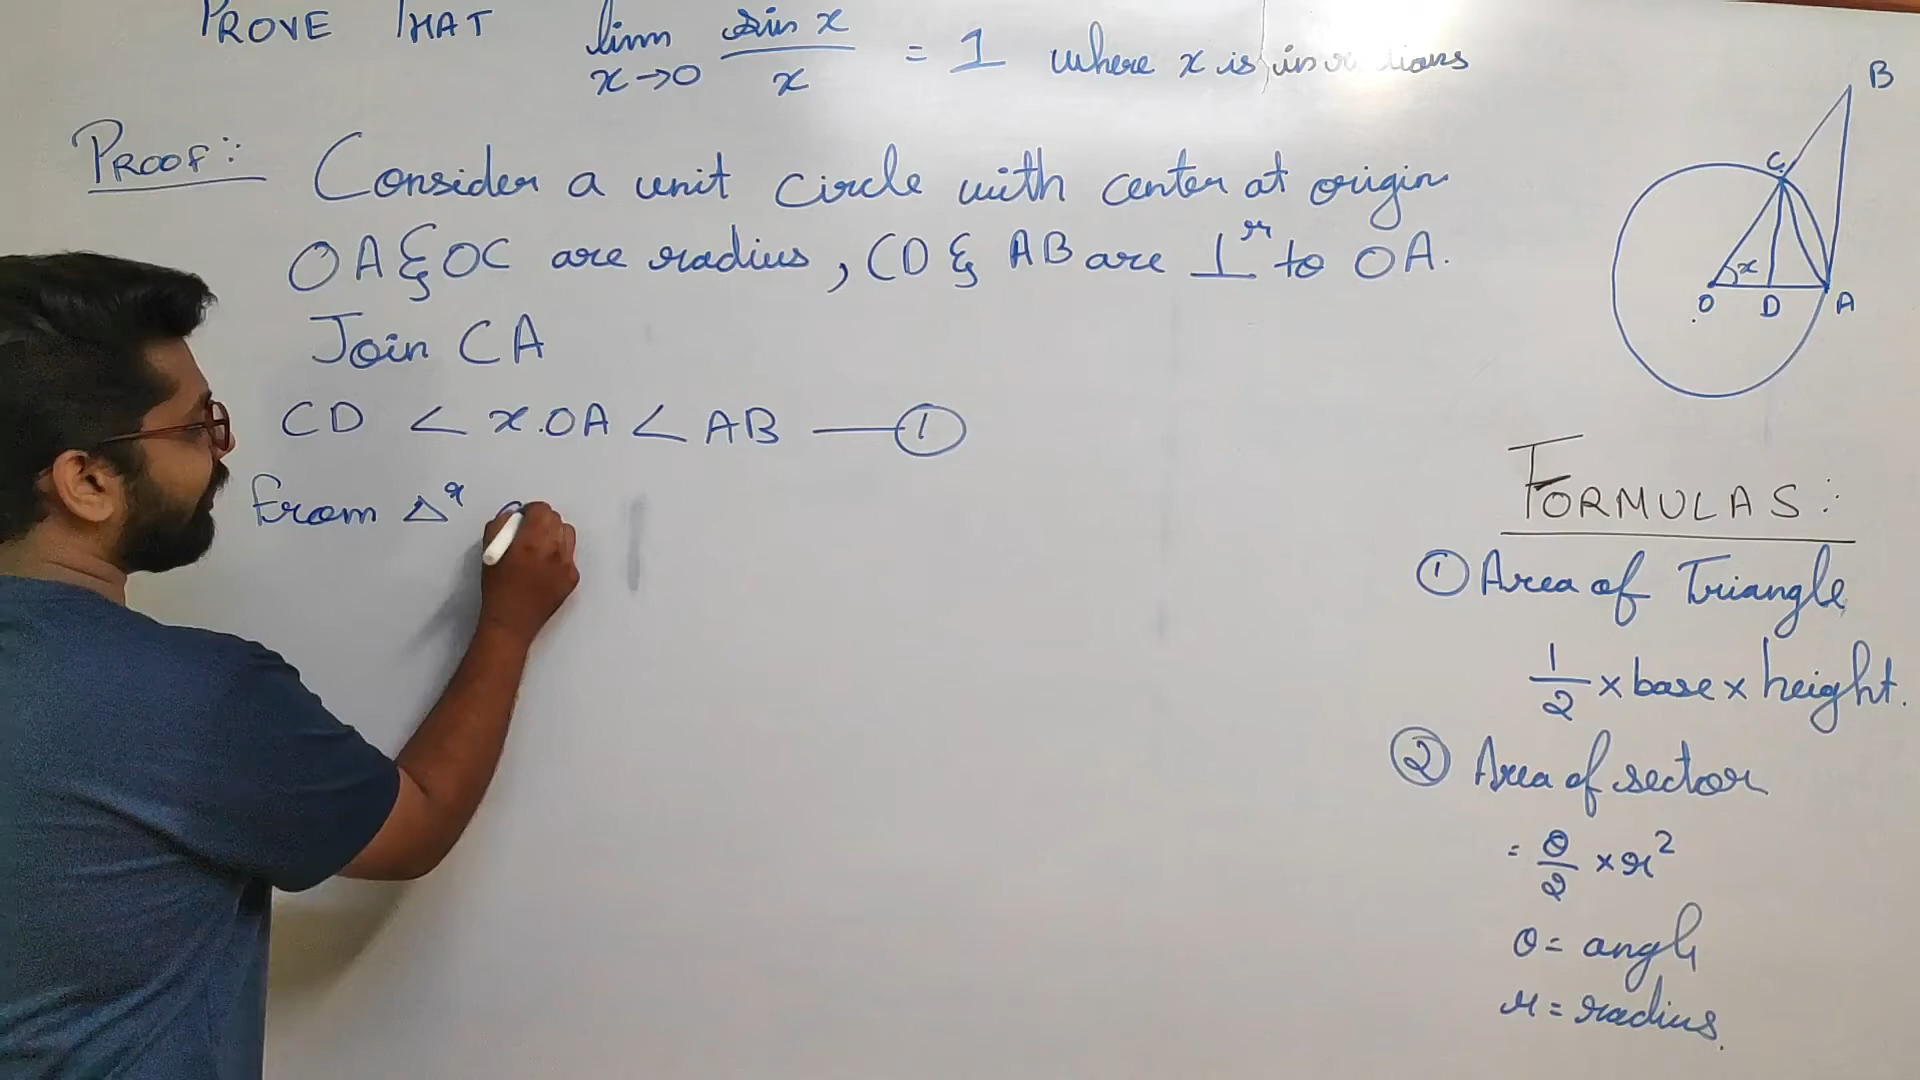 PROVE THAT lim x→0 sin x / x = 1 where x is in radians
PROOF:- Consider a unit circle with center at origin
OA & OC are radius, CD & AB are ⊥r to OA.
Join CA
CD < x.OA < AB —— ①
From Δr
B
C
x
O D A
FORMULAS:
① Area of Triangle
1/2 × base × height.
② Area of sector
= θ/2 × r²
θ = angle
r = radius.